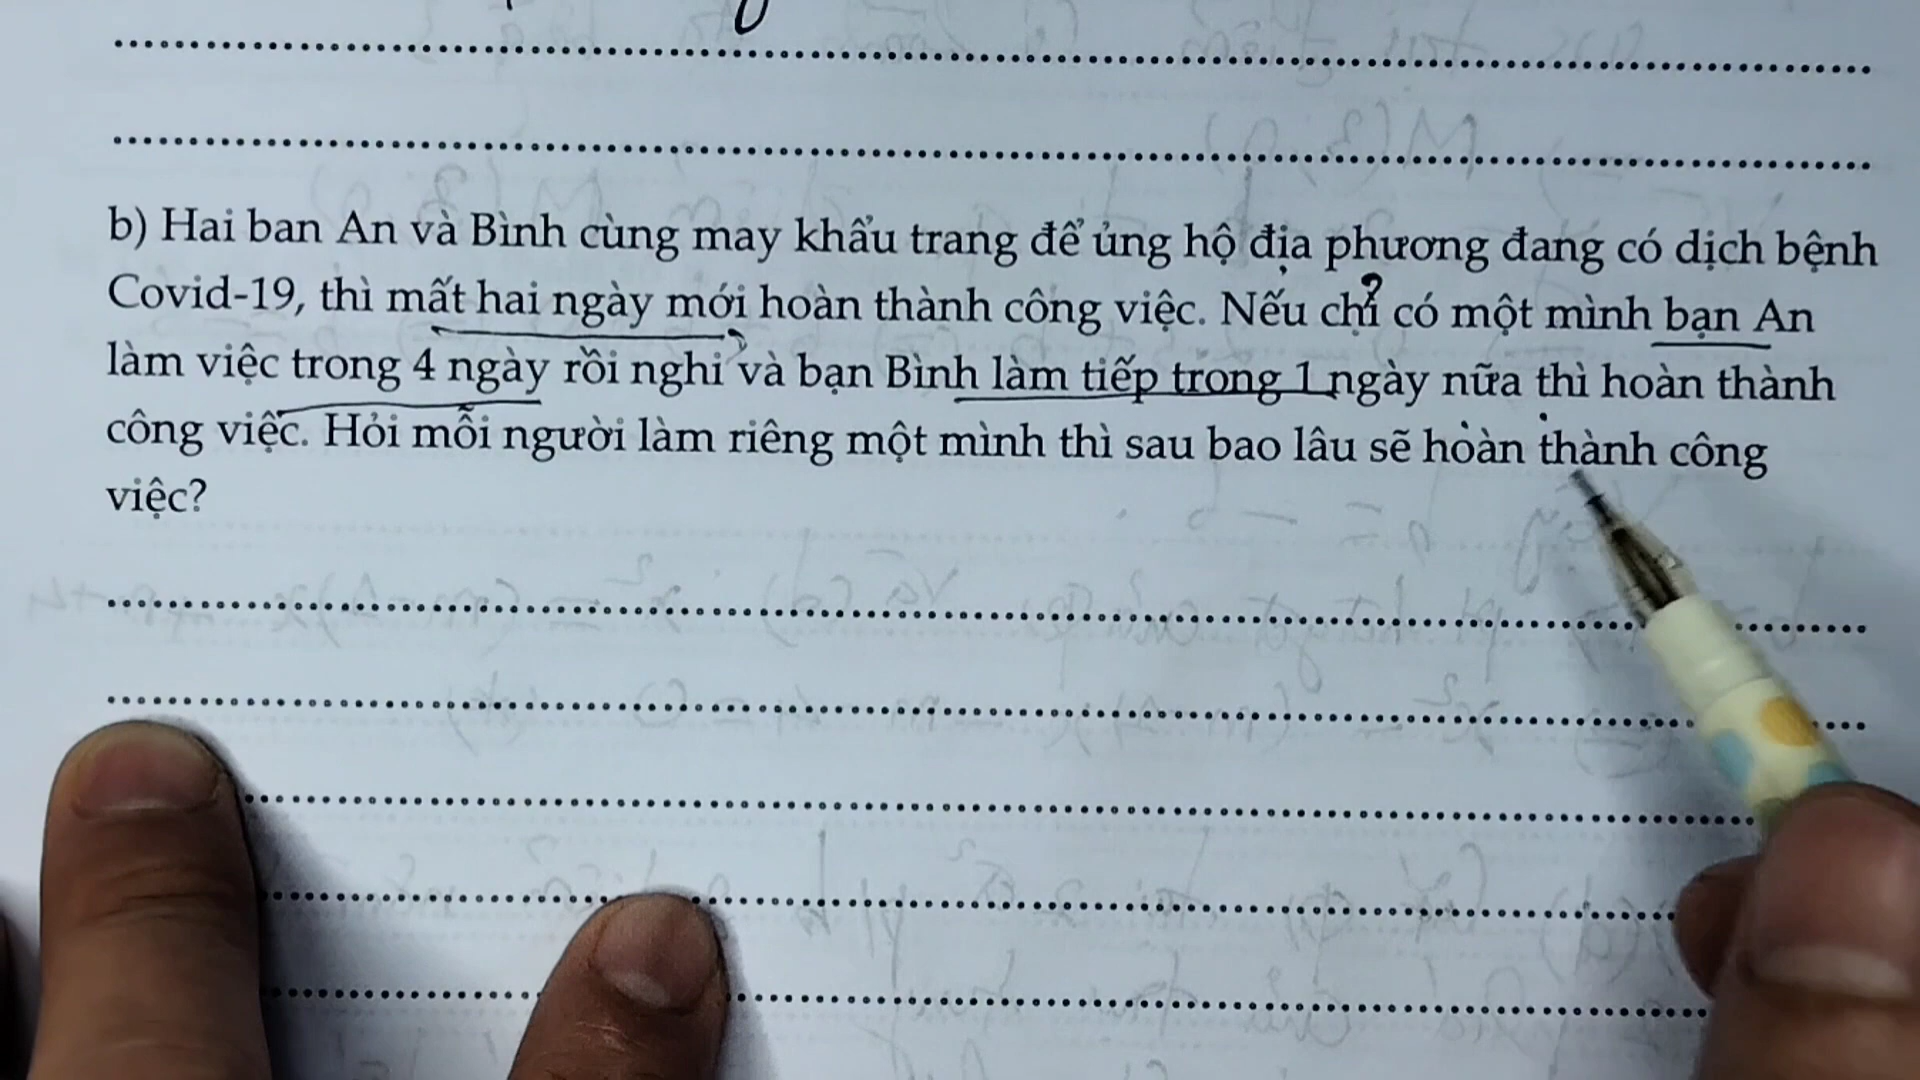 b) Hai ban An và Bình cùng may khẩu trang để ủng hộ địa phương đang có dịch bệnh
Covid-19, thì mất hai ngày mới hoàn thành công việc. Nếu chỉ có một mình bạn An
làm việc trong 4 ngày rồi nghỉ và bạn Bình làm tiếp trong 1 ngày nữa thì hoàn thành
công việc. Hỏi mỗi người làm riêng một mình thì sau bao lâu sẽ hoàn thành công
việc?